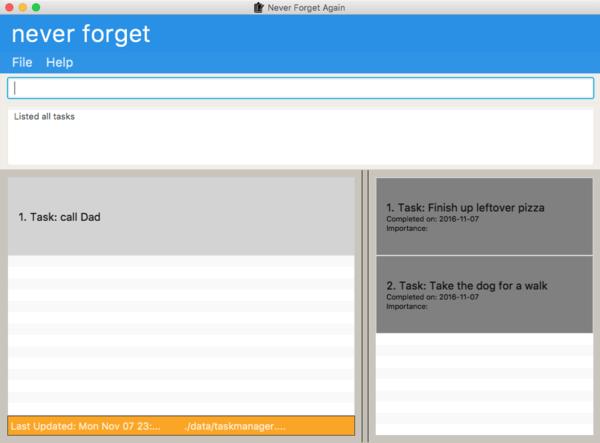 Never Forget Again
never forget
File Help
Listed all tasks
1. Task: call Dad
1. Task: Finish up leftover pizza
Completed on: 2016-11-07
Importance:
2. Task: Take the dog for a walk
Completed on: 2016-11-07
Importance:
Last Updated: Mon Nov 07 23:... ./data/taskmanager....